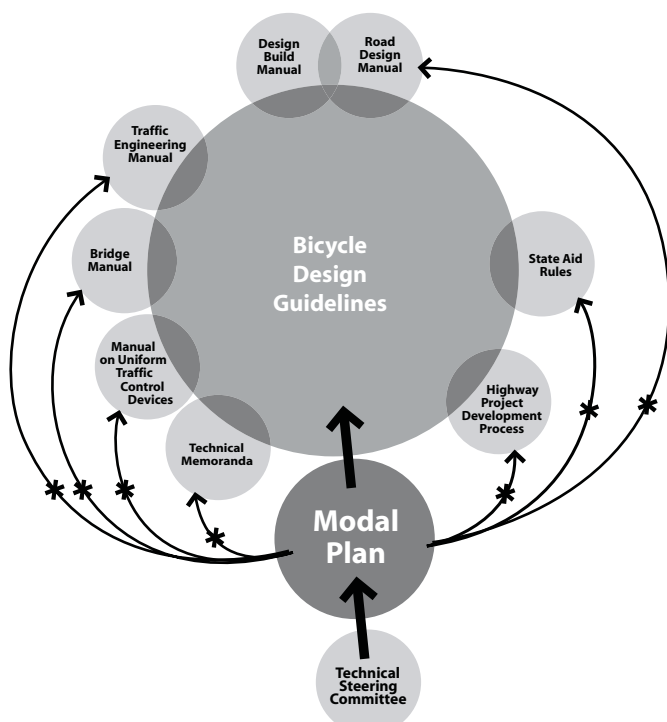 Design
Build
Manual
Road
Design
Manual
Traffic
Engineering
Manual
Bridge
Manual
Bicycle
Design
Guidelines
State Aid
Rules
Manual
on Uniform
Traffic
Control
Devices
Highway
Project
Development
Process
Technical
Memoranda
Modal
Plan
Technical
Steering
Committee